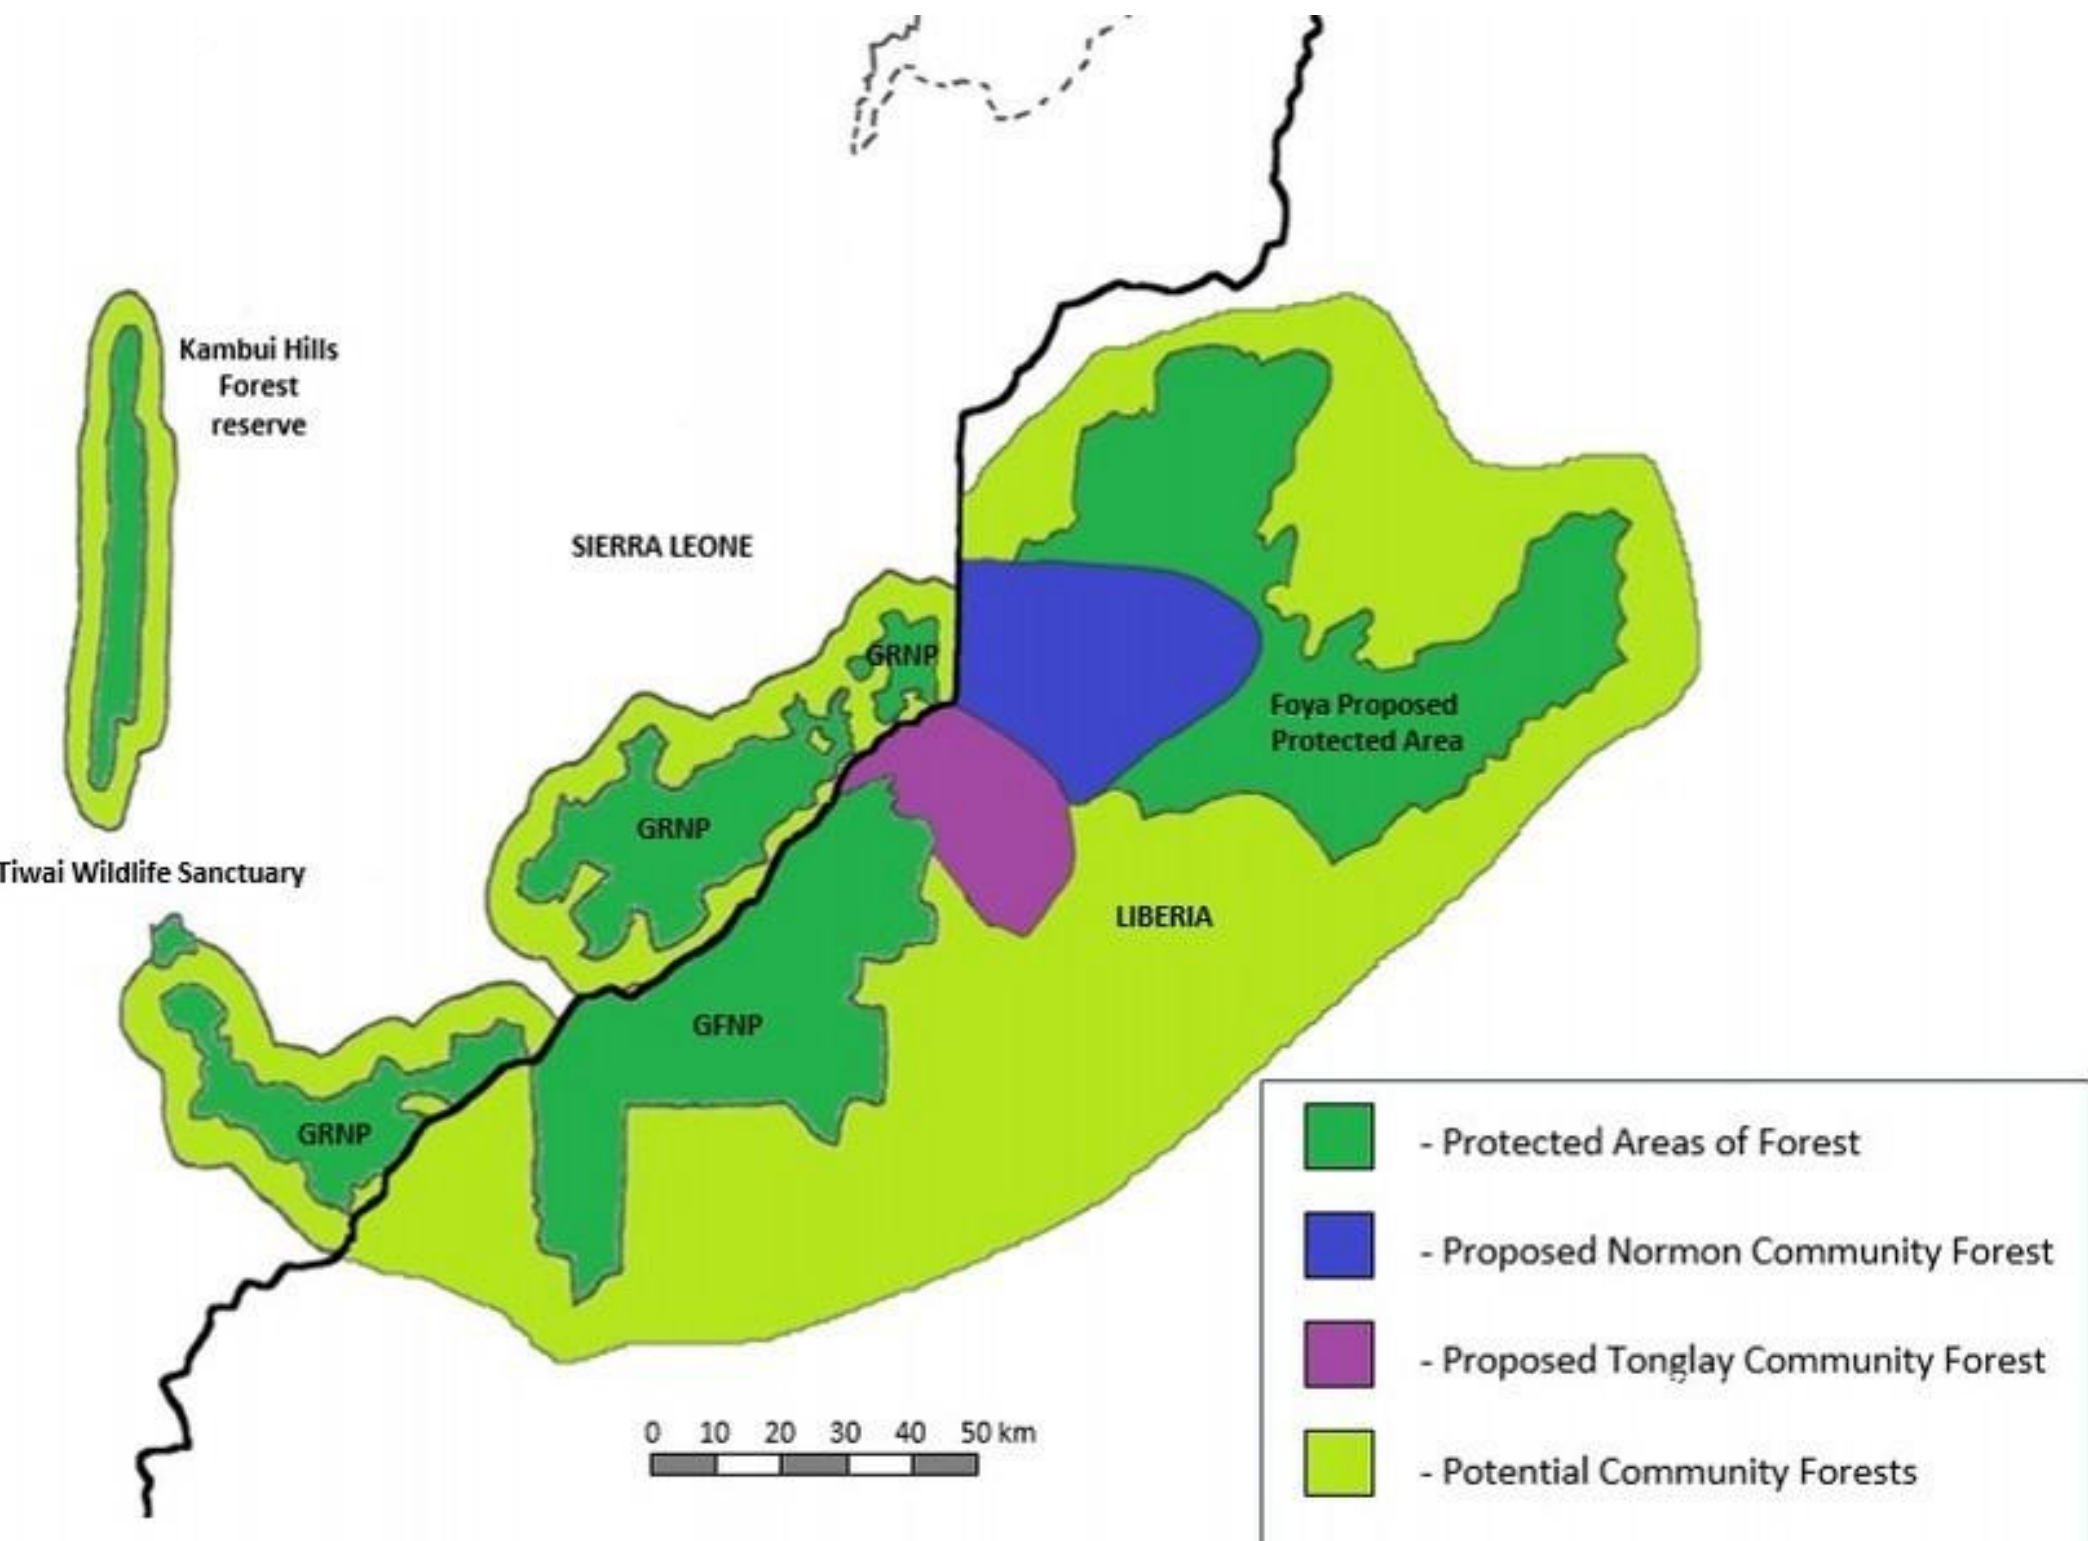 Kambui Hills
Forest
reserve
SIERRA LEONE
GRNP
Foya Proposed
Protected Area
GRNP
Tiwai Wildlife Sanctuary
LIBERIA
GFNP
GRNP
- Protected Areas of Forest
- Proposed Normon Community Forest
- Proposed Tonglay Community Forest
- Potential Community Forests
0 10 20 30 40 50 km